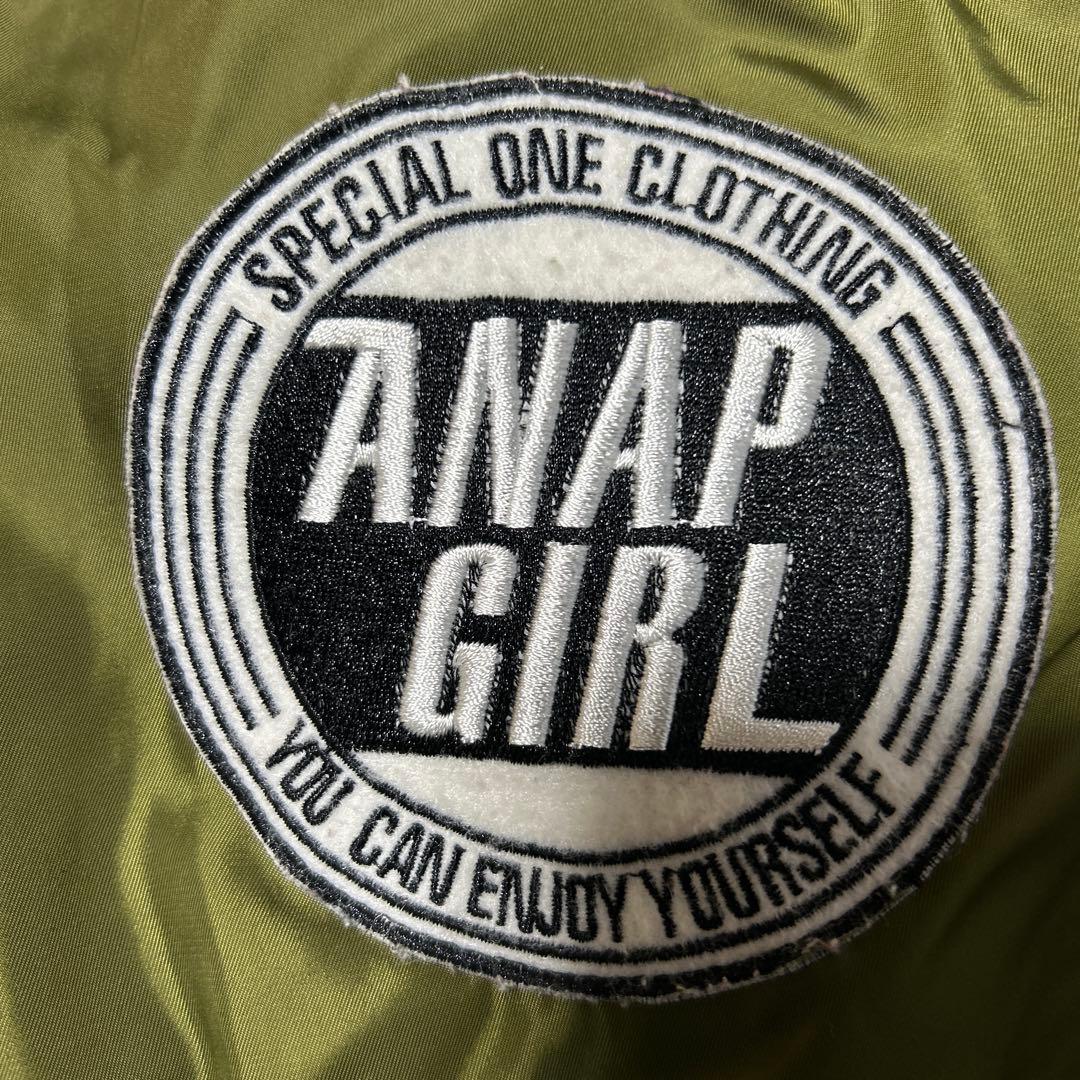 SPECIAL ONE CLOTHING
ANAP
GIRL
YOU CAN ENJOY YOURSELF